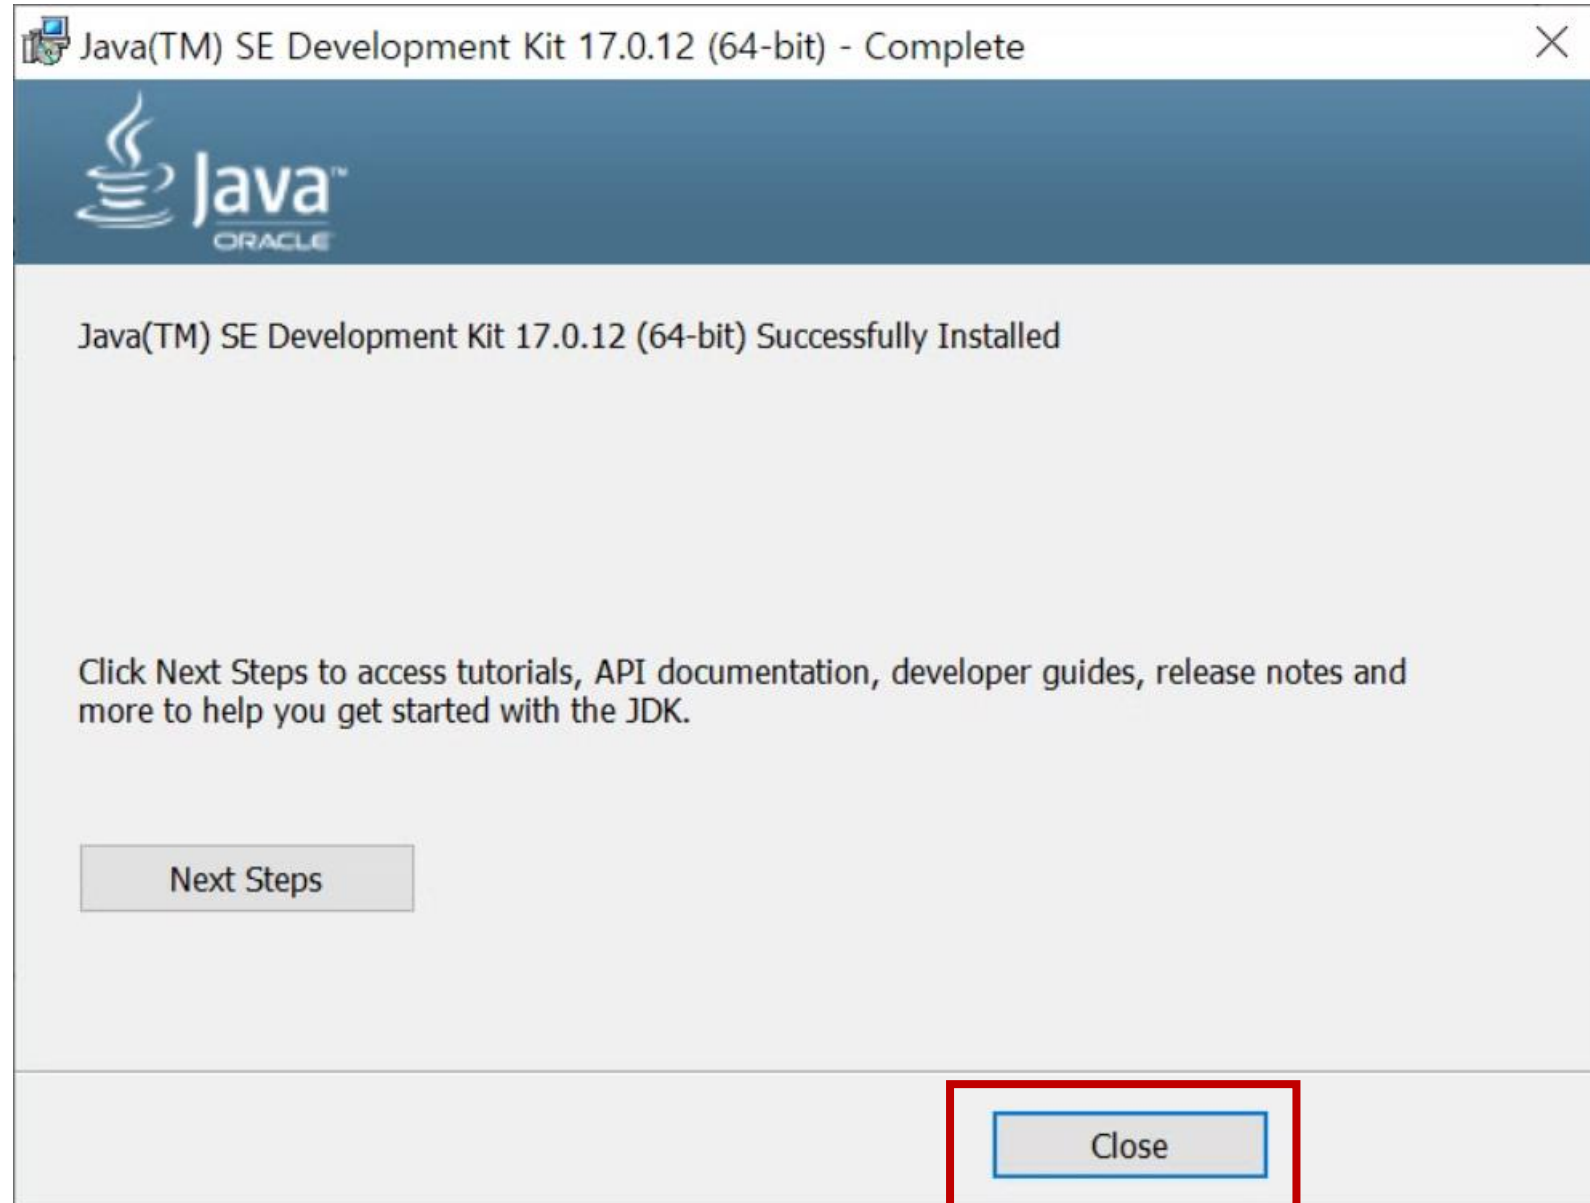 Java(TM) SE Development Kit 17.0.12 (64-bit) - Complete
Java™
ORACLE
Java(TM) SE Development Kit 17.0.12 (64-bit) Successfully Installed
Click Next Steps to access tutorials, API documentation, developer guides, release notes and
more to help you get started with the JDK.
Next Steps
Close